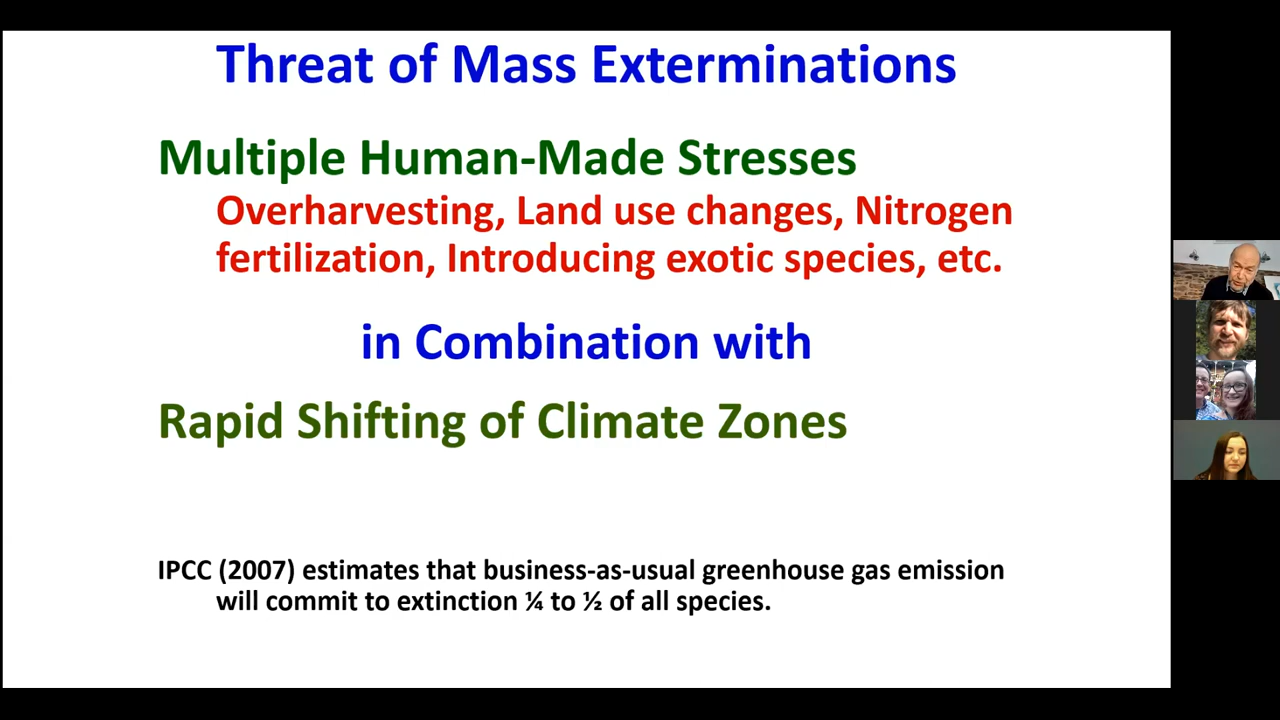 Threat of Mass Exterminations
Multiple Human-Made Stresses
Overharvesting, Land use changes, Nitrogen
fertilization, Introducing exotic species, etc.
in Combination with
Rapid Shifting of Climate Zones
IPCC (2007) estimates that business-as-usual greenhouse gas emission
will commit to extinction ¼ to ½ of all species.